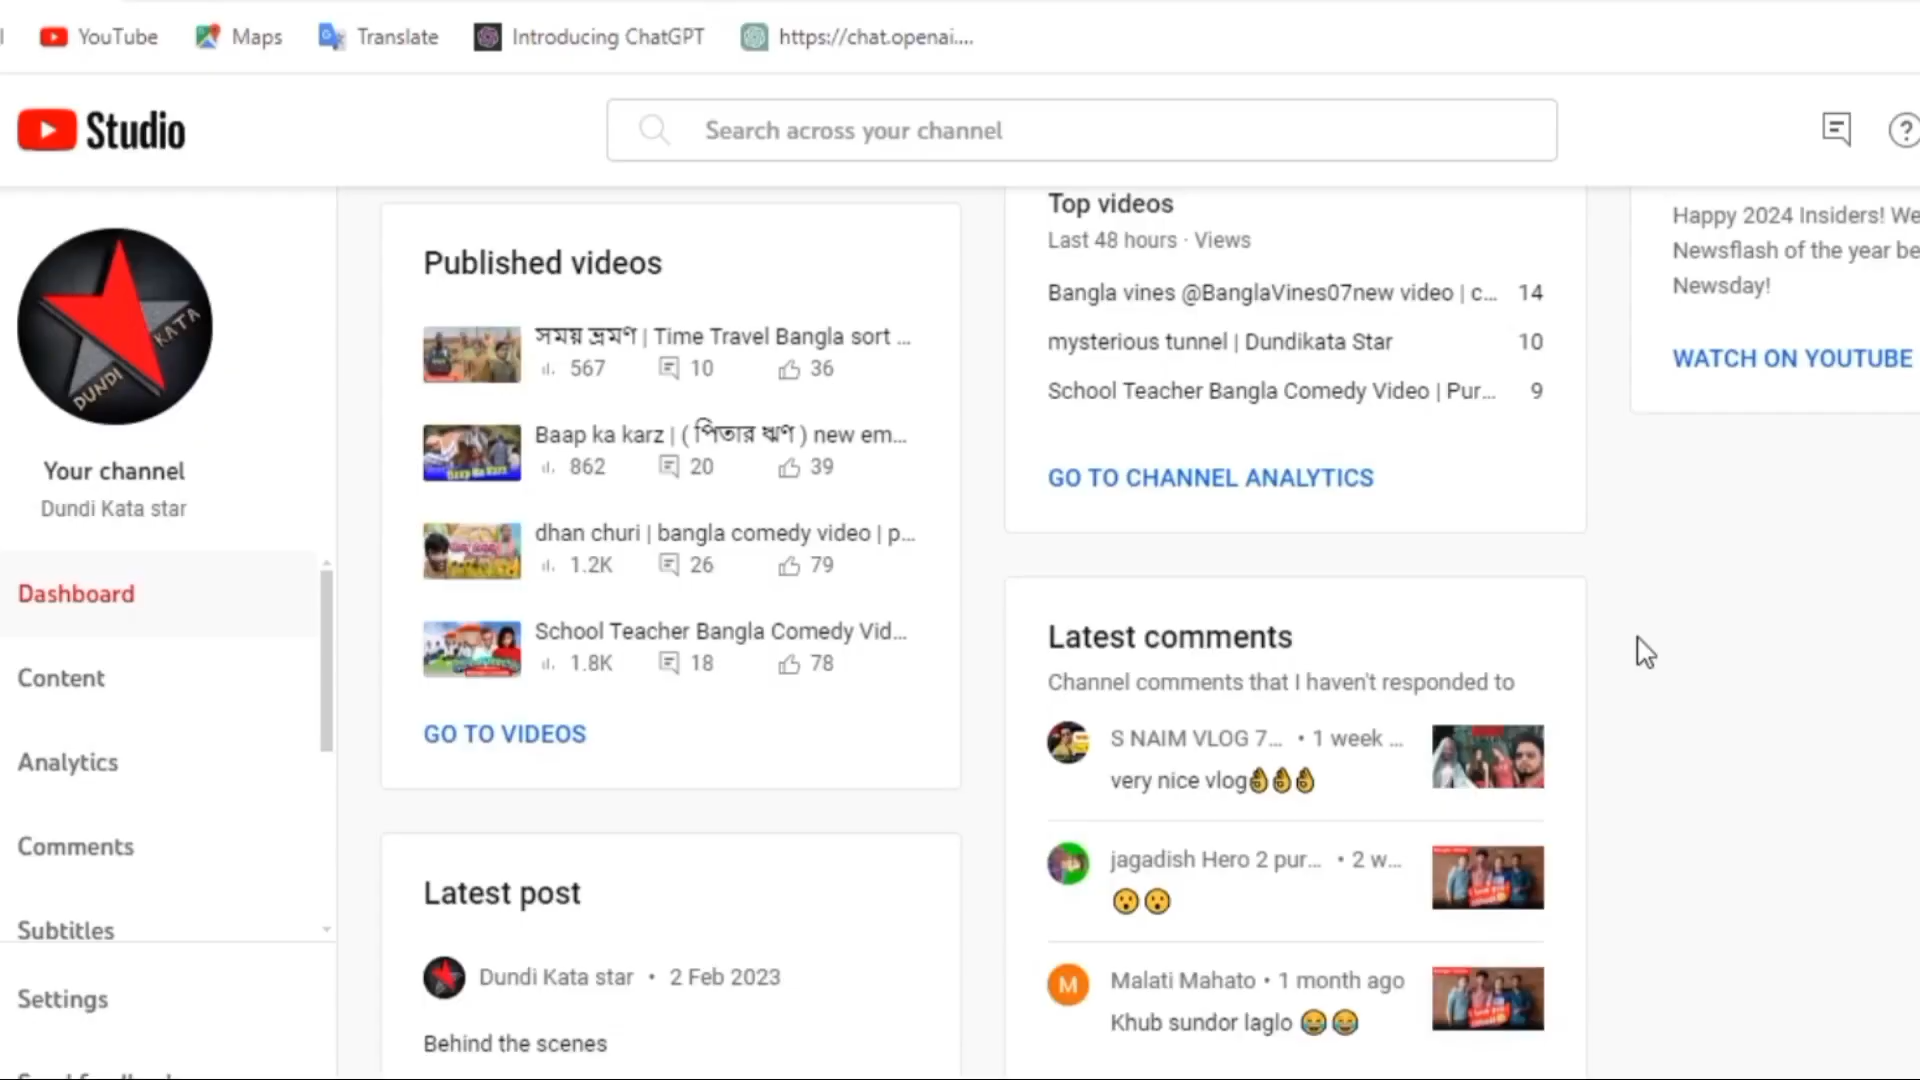 YouTube
Maps
Translate
Introducing ChatGPT
https://chat.openai....
Studio
Search across your channel
DUNDI
KATA
Your channel
Dundi Kata star
Dashboard
Content
Analytics
Comments
Subtitles
Settings
Published videos
সময় ভ্রমণ | Time Travel Bangla sort ...
567 10 36
Baap ka karz | ( পিতার ঋণ ) new em...
862 20 39
dhan churi | bangla comedy video | p...
1.2K 26 79
School Teacher Bangla Comedy Vid...
1.8K 18 78
GO TO VIDEOS
Latest post
Dundi Kata star • 2 Feb 2023
Behind the scenes
Top videos
Last 48 hours · Views
Bangla vines @BanglaVines07new video | c... 14
mysterious tunnel | Dundikata Star 10
School Teacher Bangla Comedy Video | Pur... 9
GO TO CHANNEL ANALYTICS
Latest comments
Channel comments that I haven't responded to
S NAIM VLOG 7... • 1 week ...
very nice vlog👌👌👌
jagadish Hero 2 pur... • 2 w...
😮😮
M
Malati Mahato • 1 month ago
Khub sundor laglo 😂😂
Happy 2024 Insiders! We
Newsflash of the year be
Newsday!
WATCH ON YOUTUBE